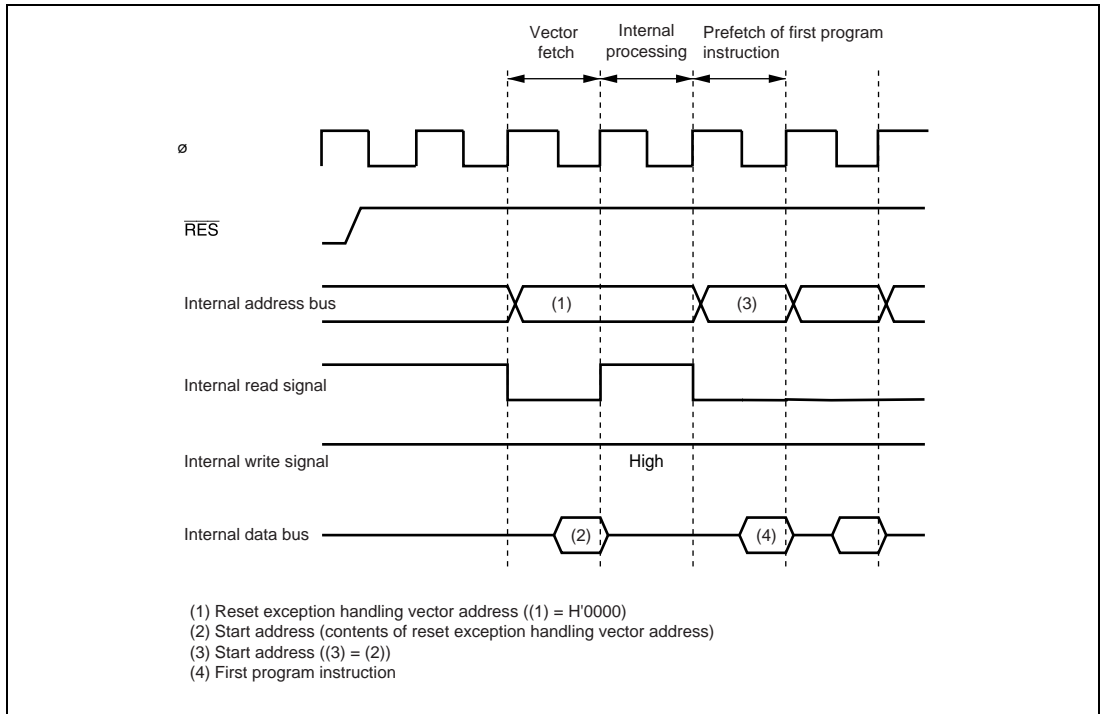 Vector
fetch
Internal
processing
Prefetch of first program
instruction
ø
RES
Internal address bus
(1)
(3)
Internal read signal
Internal write signal
High
Internal data bus
(2)
(4)
(1) Reset exception handling vector address ((1) = H'0000)
(2) Start address (contents of reset exception handling vector address)
(3) Start address ((3) = (2))
(4) First program instruction